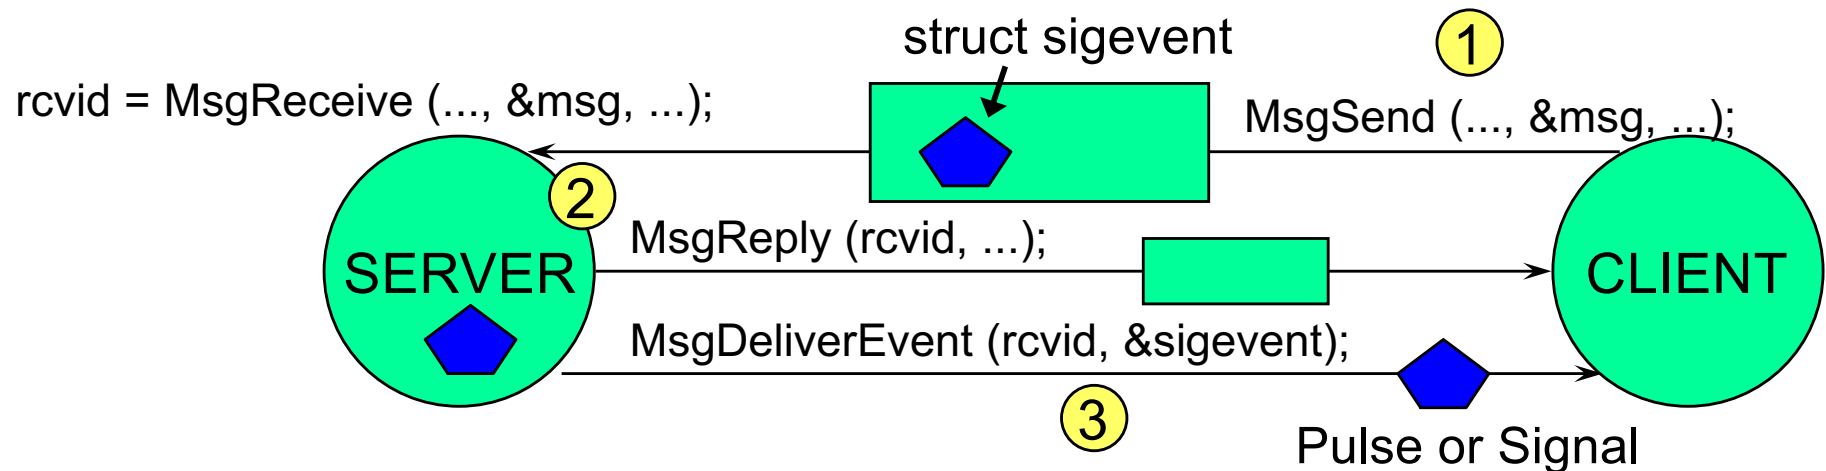 struct sigevent
1
rcvid = MsgReceive (..., &msg, ...);
MsgSend (..., &msg, ...);
2
MsgReply (rcvid, ...);
SERVER
CLIENT
MsgDeliverEvent (rcvid, &sigevent);
3
Pulse or Signal